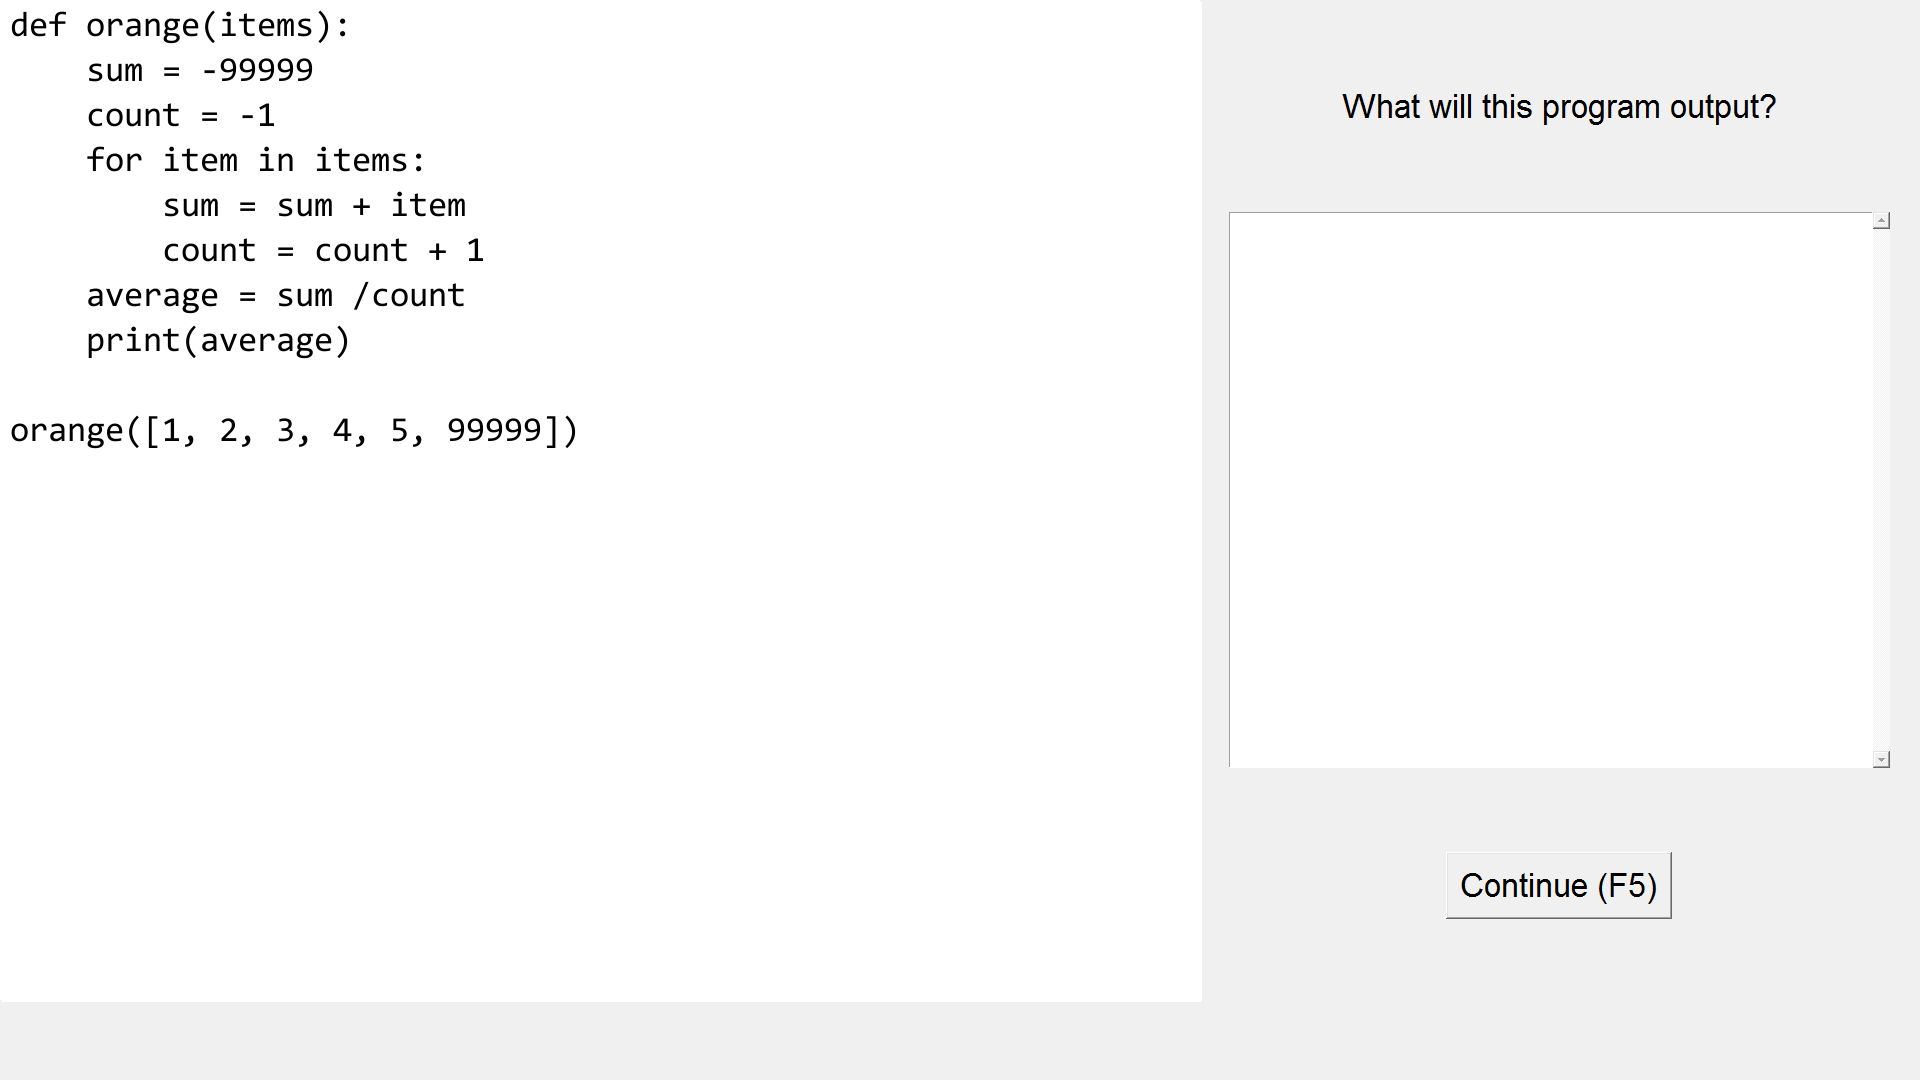 def orange(items):
    sum = -99999
    count = -1
    for item in items:
        sum = sum + item
        count = count + 1
    average = sum /count
    print(average)

orange([1, 2, 3, 4, 5, 99999])
What will this program output?
Continue (F5)